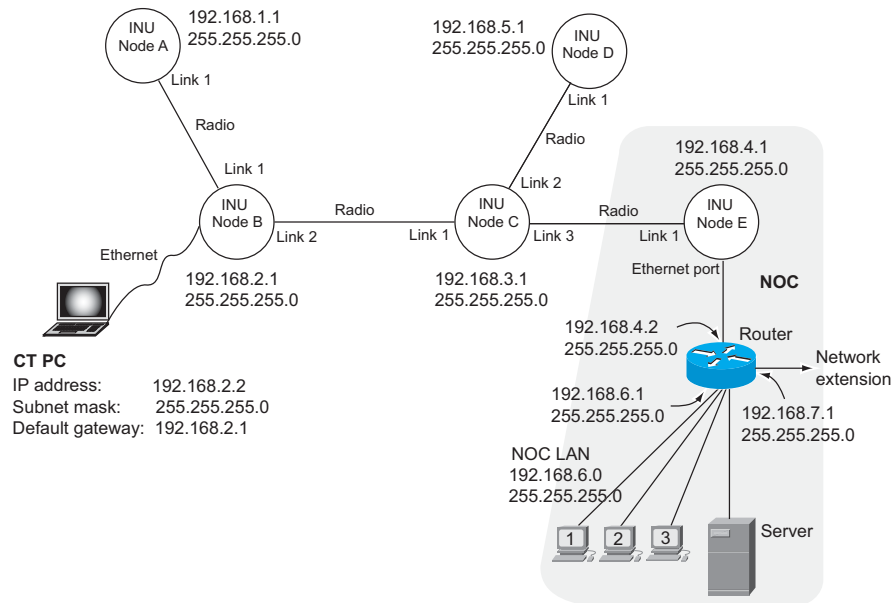 INU
Node A
192.168.1.1
255.255.255.0
Link 1
Radio
Link 1
INU
Node B
Link 2
192.168.2.1
255.255.255.0
Ethernet
Radio
192.168.5.1
255.255.255.0
INU
Node D
Link 1
Radio
Link 2
INU
Node C
Link 1
Link 3
192.168.3.1
255.255.255.0
Radio
192.168.4.1
255.255.255.0
INU
Node E
Link 1
Ethernet port
NOC
CT PC
IP address: 192.168.2.2
Subnet mask: 255.255.255.0
Default gateway: 192.168.2.1
192.168.4.2
255.255.255.0
Router
Network
extension
192.168.6.1
255.255.255.0
192.168.7.1
255.255.255.0
NOC LAN
192.168.6.0
255.255.255.0
1
2
3
Server